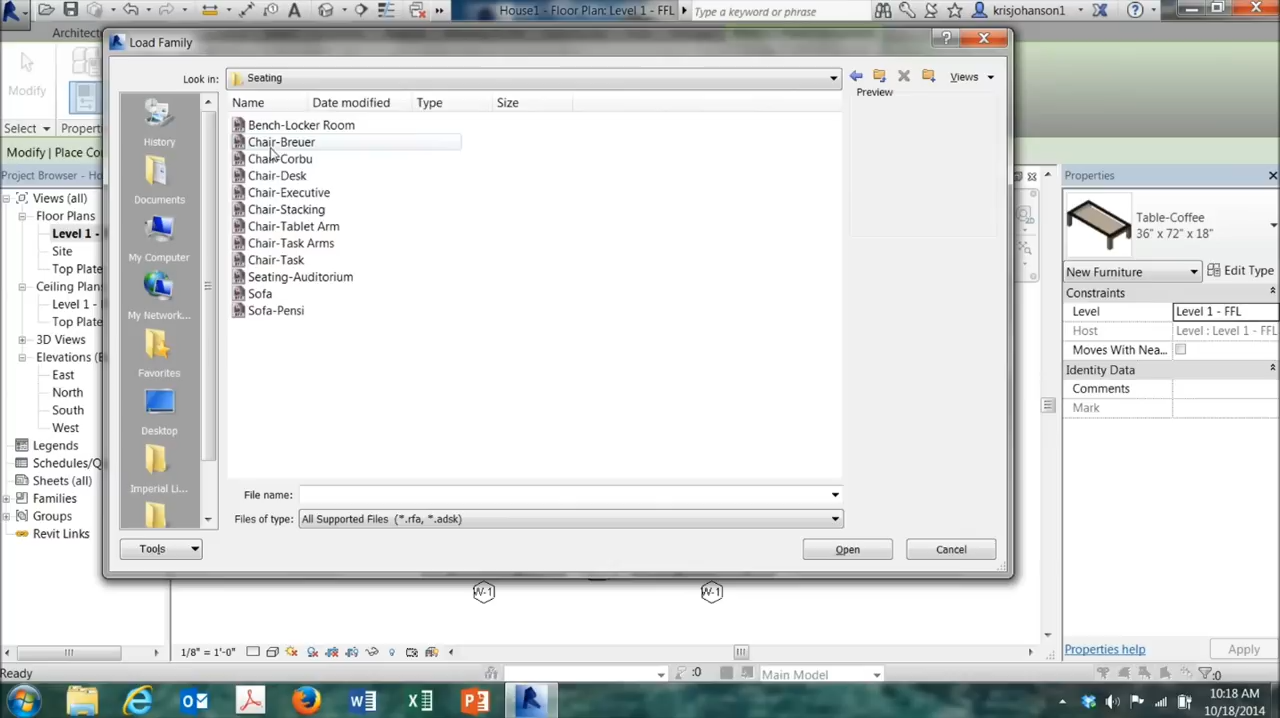 House1 - Floor Plan: Level 1 - FFL
Type a keyword or phrase
krisjohanson1
Architect
Modify
Select
Properti
Modify | Place Co
Project Browser - Ho
Views (all)
Floor Plans
Level 1 -
Site
Top Plate
Ceiling Plans
Level 1 -
Top Plate
3D Views
Elevations (B
East
North
South
West
Legends
Schedules/Q
Sheets (all)
Families
Groups
Revit Links
Load Family
Look in:
Seating
Views
Name
Date modified
Type
Size
Preview
History
Documents
My Computer
My Network...
Favorites
Desktop
Imperial Li...
Bench-Locker Room
Chair-Breuer
Chair-Corbu
Chair-Desk
Chair-Executive
Chair-Stacking
Chair-Tablet Arm
Chair-Task Arms
Chair-Task
Seating-Auditorium
Sofa
Sofa-Pensi
File name:
Files of type:
All Supported Files (*.rfa, *.adsk)
Tools
Open
Cancel
W-1
W-1
Properties
Table-Coffee
36" x 72" x 18"
New Furniture
Edit Type
Constraints
Level
Level 1 - FFL
Host
Level : Level 1 - FFL
Moves With Nea...
Identity Data
Comments
Mark
Properties help
Apply
1/8" = 1'-0"
Ready
:0
Main Model
:0
10:18 AM
10/18/2014